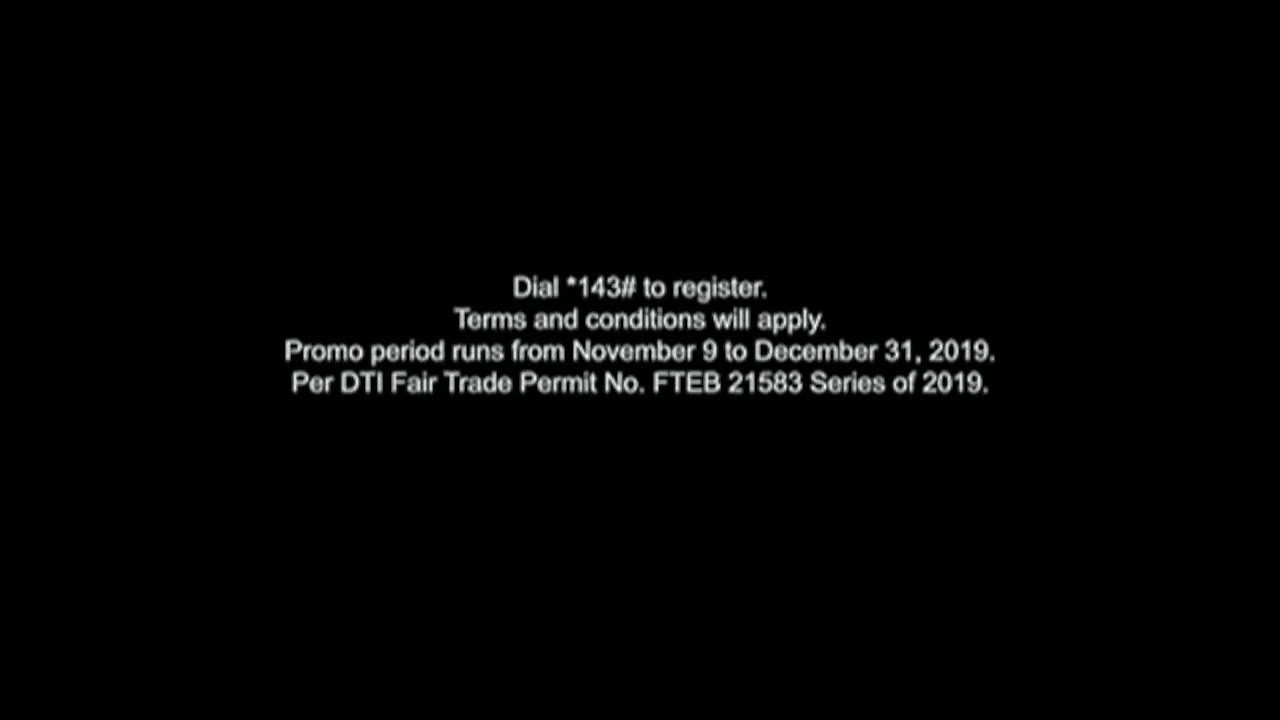 Dial *143# to register.
Terms and conditions will apply.
Promo period runs from November 9 to December 31, 2019.
Per DTI Fair Trade Permit No. FTEB 21583 Series of 2019.